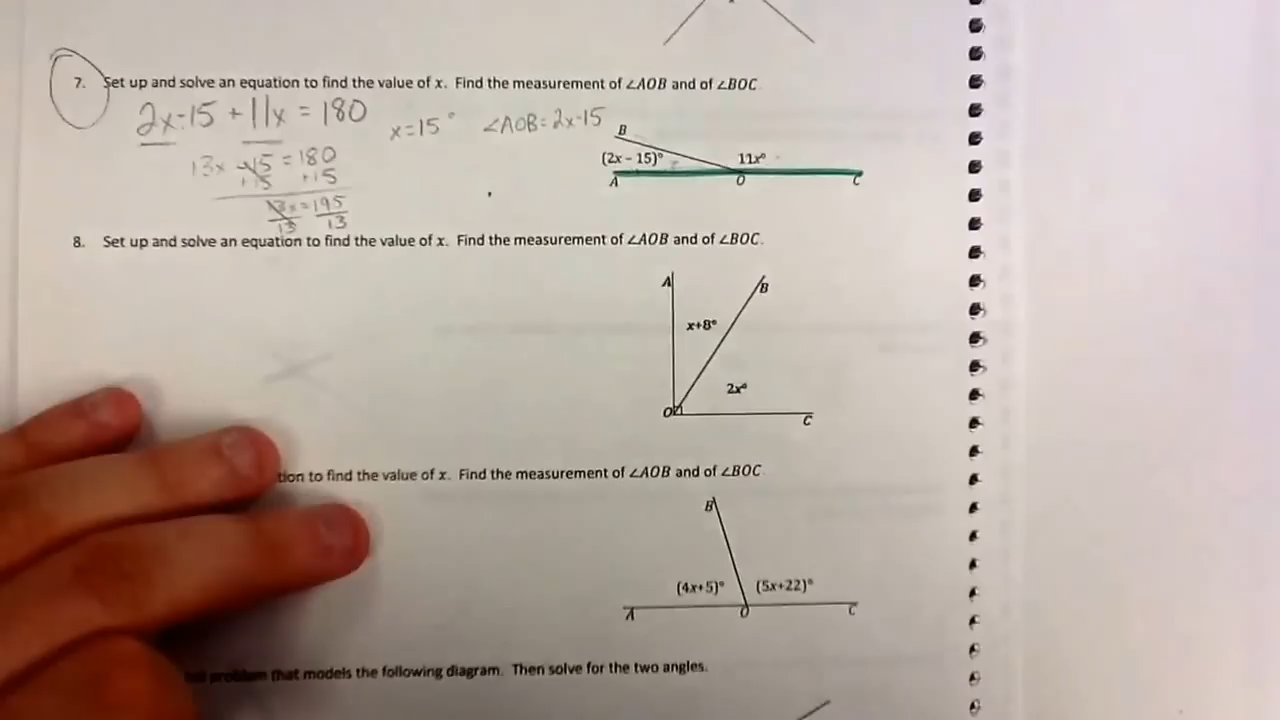 7. Set up and solve an equation to find the value of x. Find the measurement of ∠AOB and of ∠BOC.
2x-15 + 11x = 180
x=15° ∠AOB=2x-15
13x -15 = 180
+15 +15
13x = 195
13 13
B
(2x – 15)° 11x°
A O C
8. Set up and solve an equation to find the value of x. Find the measurement of ∠AOB and of ∠BOC.
A B
x+8°
2x°
O C
tion to find the value of x. Find the measurement of ∠AOB and of ∠BOC.
B
(4x+5)° (5x+22)°
A O C
problem that models the following diagram. Then solve for the two angles.